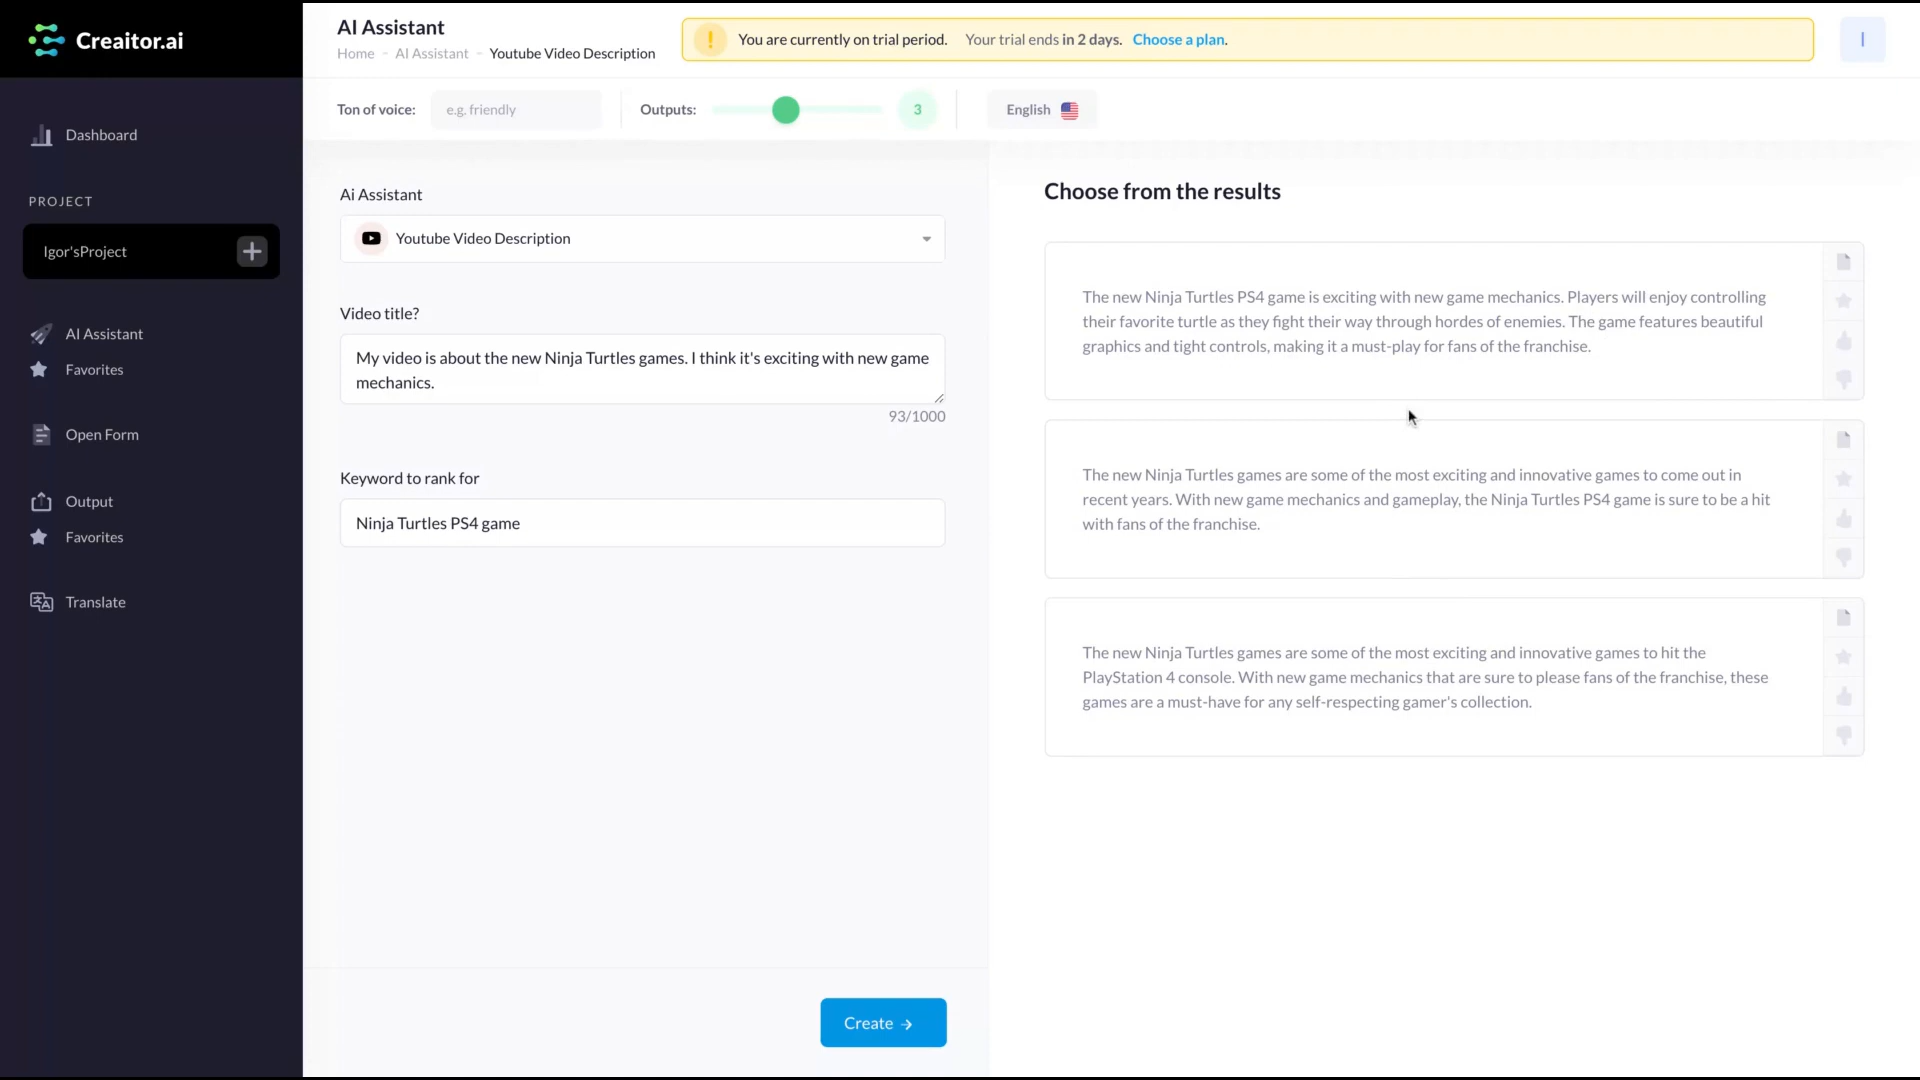 Creaitor.ai
AI Assistant
Home - AI Assistant - Youtube Video Description
You are currently on trial period. Your trial ends in 2 days. Choose a plan.
I
Ton of voice: e.g. friendly
Outputs: 3
English
Dashboard
PROJECT
Igor'sProject
AI Assistant
Favorites
Open Form
Output
Favorites
Translate
Ai Assistant
Youtube Video Description
Video title?
My video is about the new Ninja Turtles games. I think it's exciting with new game
mechanics.
93/1000
Keyword to rank for
Ninja Turtles PS4 game
Create →
Choose from the results
The new Ninja Turtles PS4 game is exciting with new game mechanics. Players will enjoy controlling
their favorite turtle as they fight their way through hordes of enemies. The game features beautiful
graphics and tight controls, making it a must-play for fans of the franchise.
The new Ninja Turtles games are some of the most exciting and innovative games to come out in
recent years. With new game mechanics and gameplay, the Ninja Turtles PS4 game is sure to be a hit
with fans of the franchise.
The new Ninja Turtles games are some of the most exciting and innovative games to hit the
PlayStation 4 console. With new game mechanics that are sure to please fans of the franchise, these
games are a must-have for any self-respecting gamer's collection.